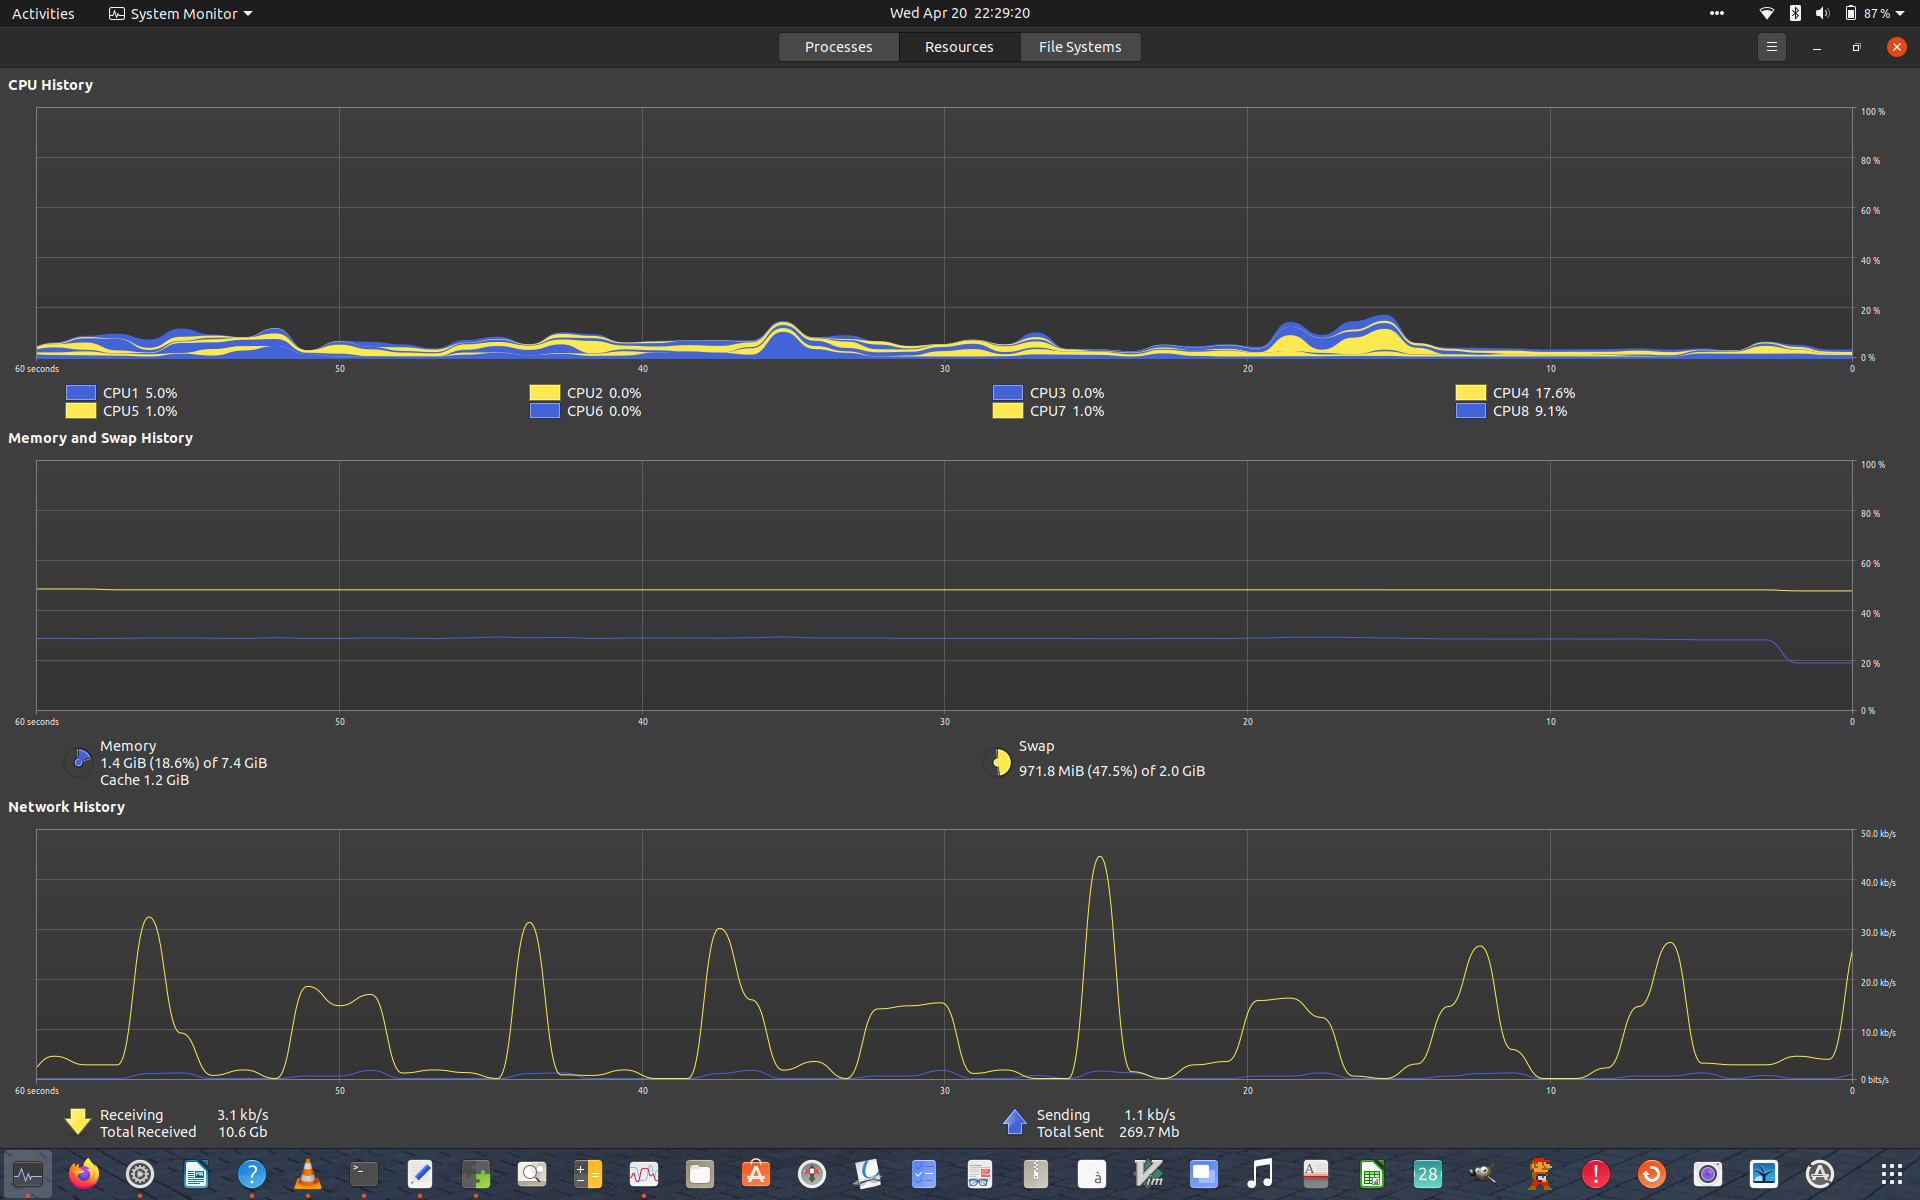 Activities System Monitor Wed Apr 20 22:29:20 87 %
Processes Resources File Systems
CPU History
100 %
80 %
60 %
40 %
20 %
0 %
60 seconds 50 40 30 20 10 0
CPU1 5.0% CPU2 0.0% CPU3 0.0% CPU4 17.6%
CPU5 1.0% CPU6 0.0% CPU7 1.0% CPU8 9.1%
Memory and Swap History
100 %
80 %
60 %
40 %
20 %
0 %
60 seconds 50 40 30 20 10 0
Memory
1.4 GiB (18.6%) of 7.4 GiB
Cache 1.2 GiB
Swap
971.8 MiB (47.5%) of 2.0 GiB
Network History
50.0 kb/s
40.0 kb/s
30.0 kb/s
20.0 kb/s
10.0 kb/s
0 bits/s
60 seconds 50 40 30 20 10 0
Receiving 3.1 kb/s
Total Received 10.6 Gb
Sending 1.1 kb/s
Total Sent 269.7 Mb
? >_ à Vim A 28 !